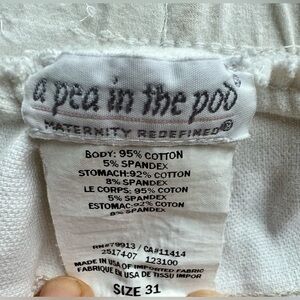 a pea in the pod
MATERNITY REDEFINED®
BODY: 95% COTTON
5% SPANDEX
STOMACH:92% COTTON
8% SPANDEX
LE CORPS: 95% COTON
5% SPANDEX
ESTOMAC:92% COTON
8% SPANDEX
RN#79913 / CA#11414
25174-07 123100
MADE IN USA OF IMPORTED FABRIC
FABRIQUE EN USA DE TISSU IMPOR
SIZE 31